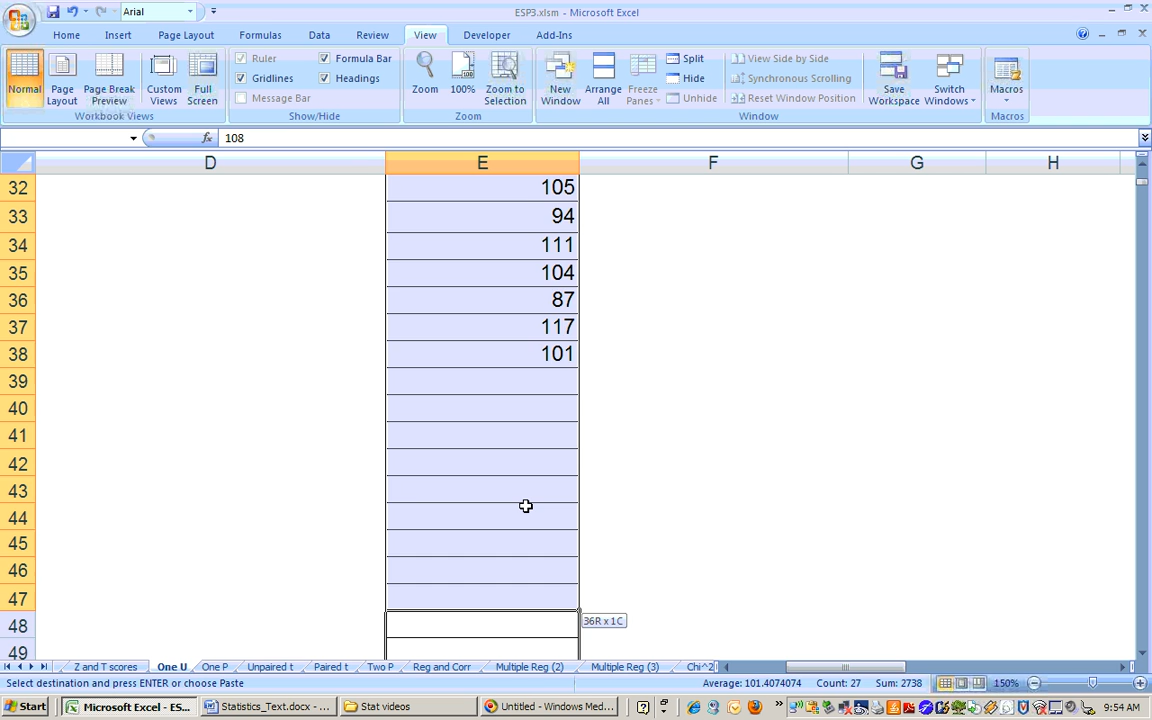 ESP3.xlsm - Microsoft Excel
Arial
Home Insert Page Layout Formulas Data Review View Developer Add-Ins
Normal
Page Layout
Page Break Preview
Custom Views
Full Screen
Workbook Views
Ruler
Formula Bar
Gridlines
Headings
Message Bar
Show/Hide
Zoom
100%
Zoom to Selection
Zoom
New Window
Arrange All
Freeze Panes
Split
Hide
Unhide
View Side by Side
Synchronous Scrolling
Reset Window Position
Window
Save Workspace
Switch Windows
Macros
Macros
fx 108
D E F G H
32 105
33 94
34 111
35 104
36 87
37 117
38 101
39
40
41
42
43
44
45
46
47
48
49
36R x 1C
Z and T scores One U One P Unpaired t Paired t Two P Reg and Corr Multiple Reg (2) Multiple Reg (3) Chi^2
Select destination and press ENTER or choose Paste Average: 101.4074074 Count: 27 Sum: 2738 150%
Start Microsoft Excel - ES... Statistics_Text.docx - ... Stat videos Untitled - Windows Med... 9:54 AM